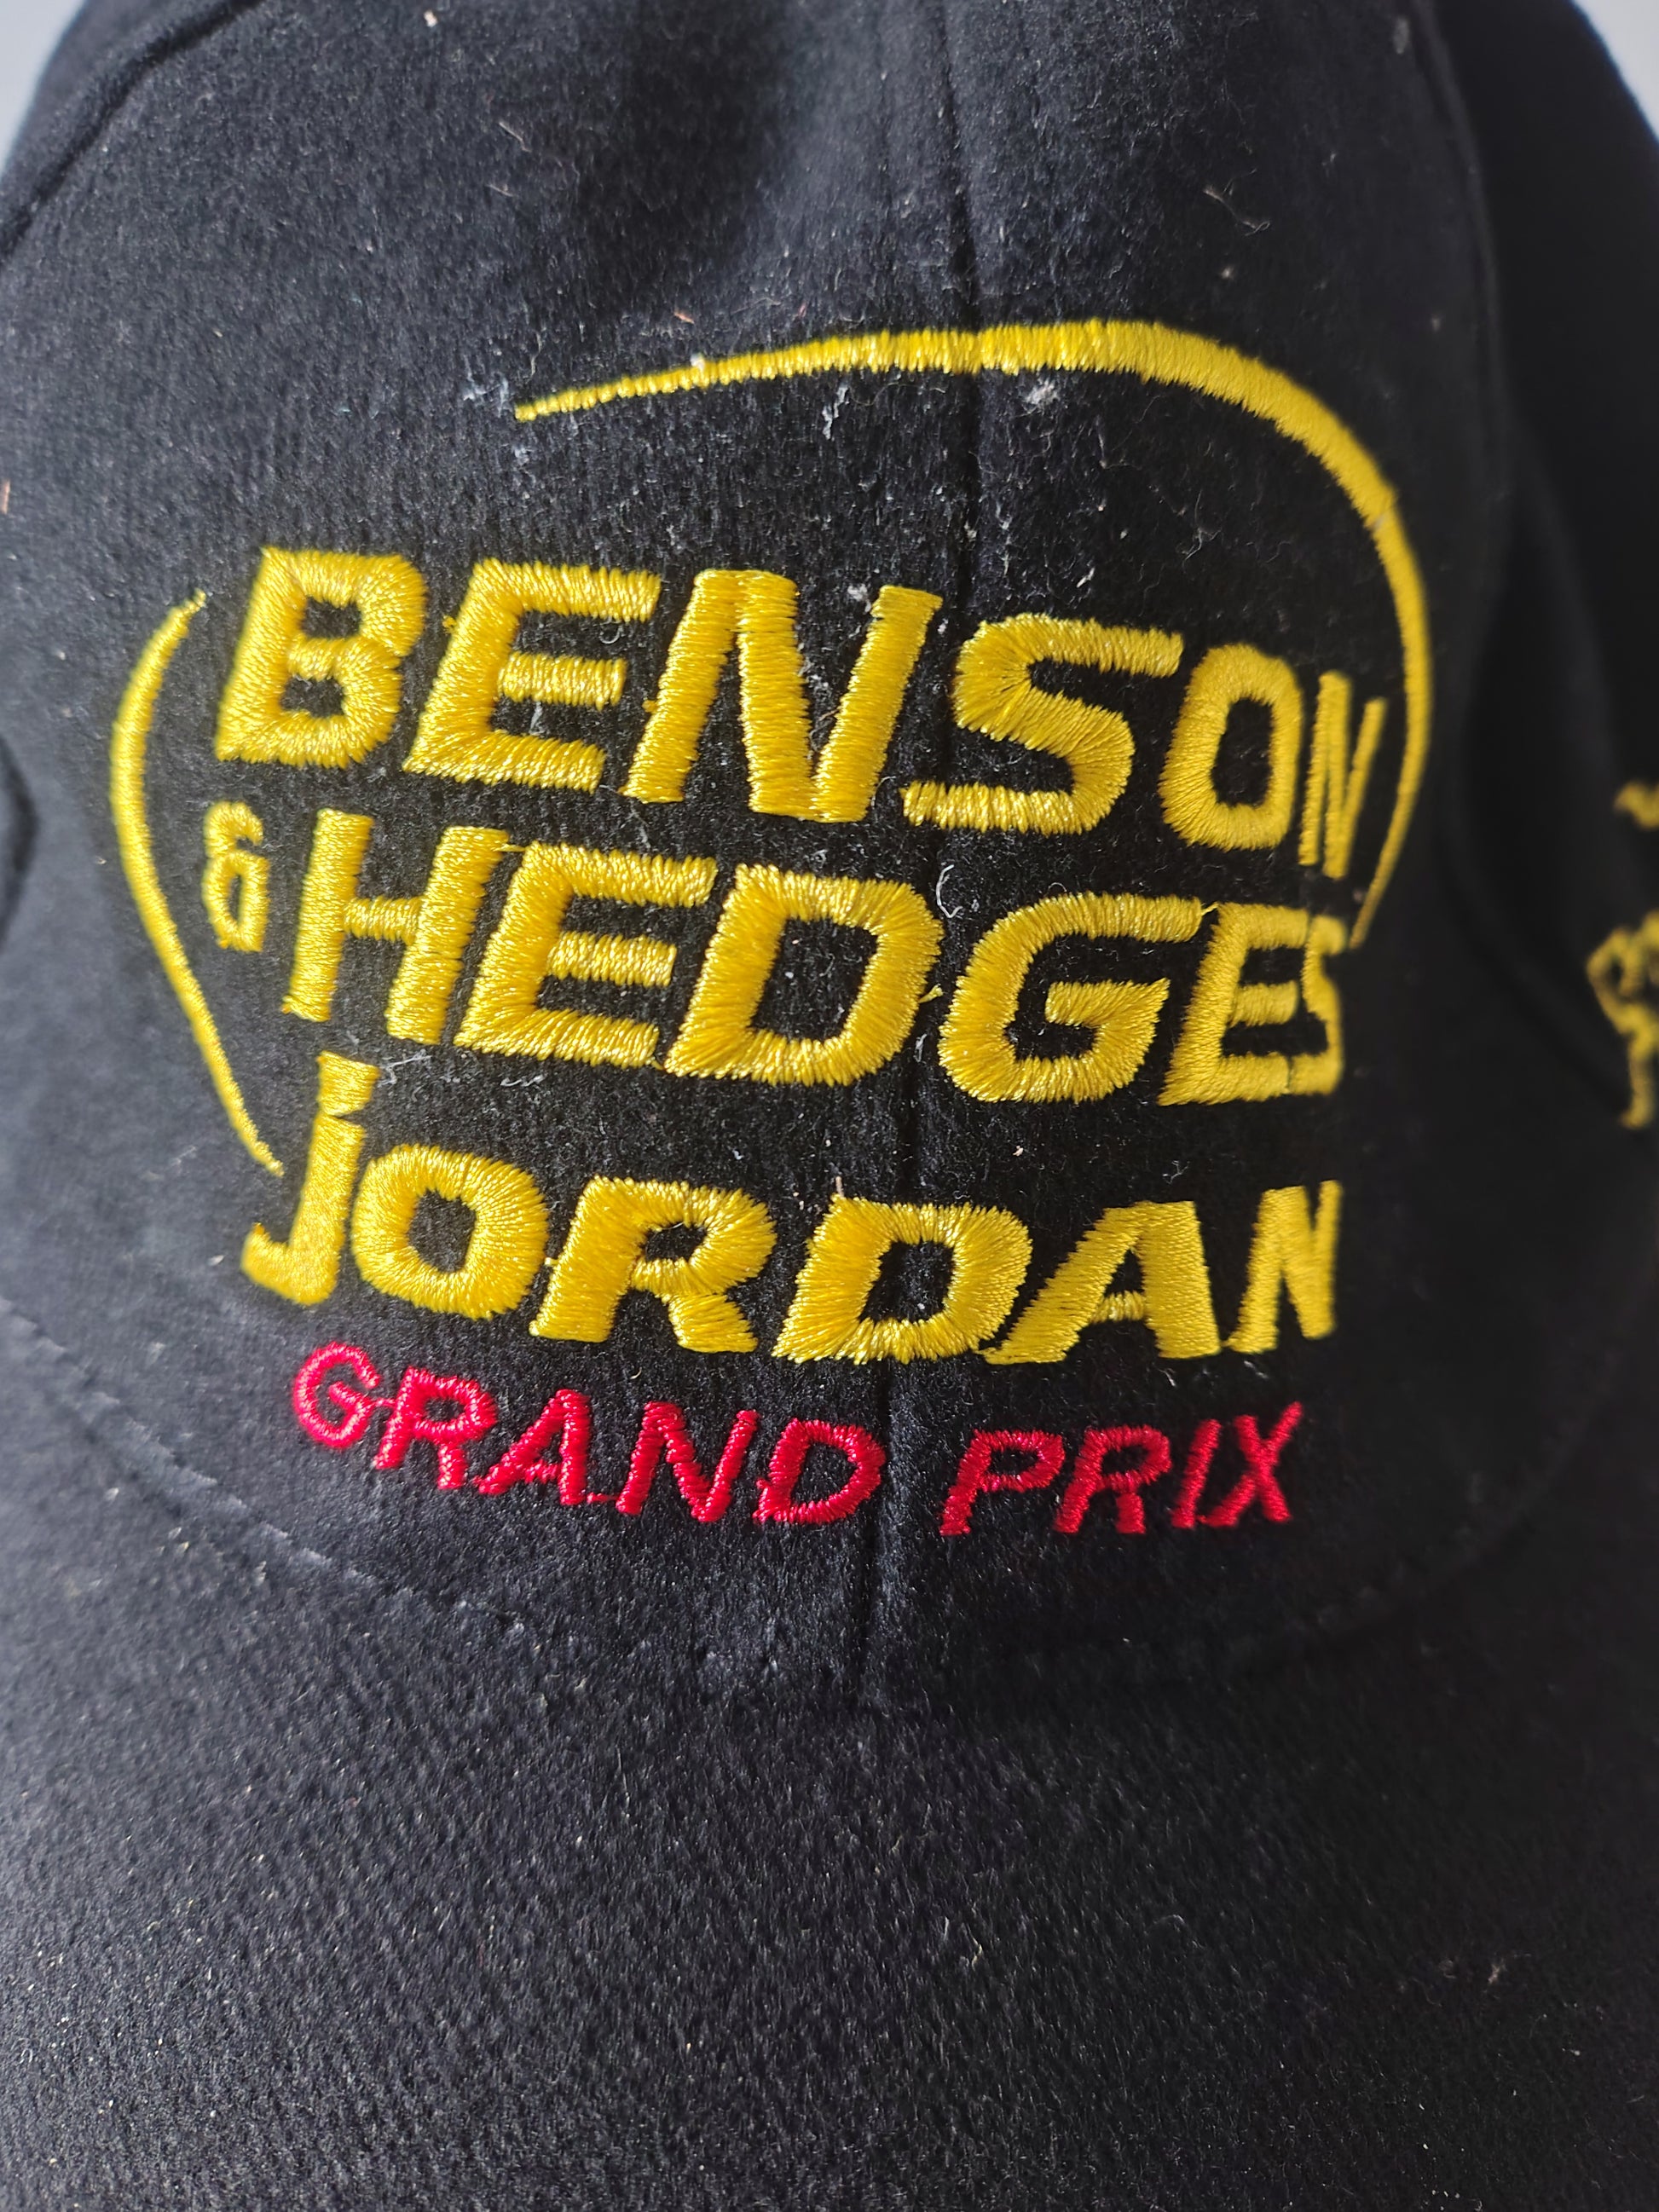 BENSON
& HEDGES
jORDAN
GRAND PRIX